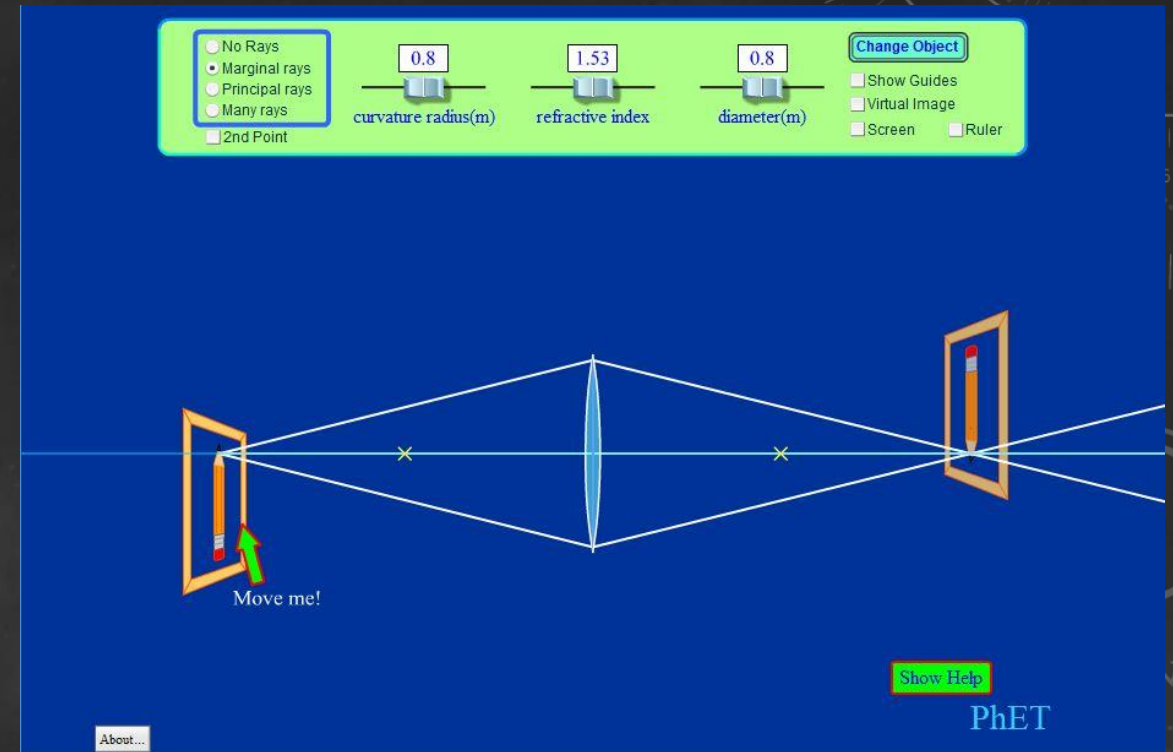 No Rays
Marginal rays
Principal rays
Many rays
2nd Point
0.8
curvature radius(m)
1.53
refractive index
0.8
diameter(m)
Change Object
Show Guides
Virtual Image
Screen
Ruler
Move me!
Show Help
PhET
About...